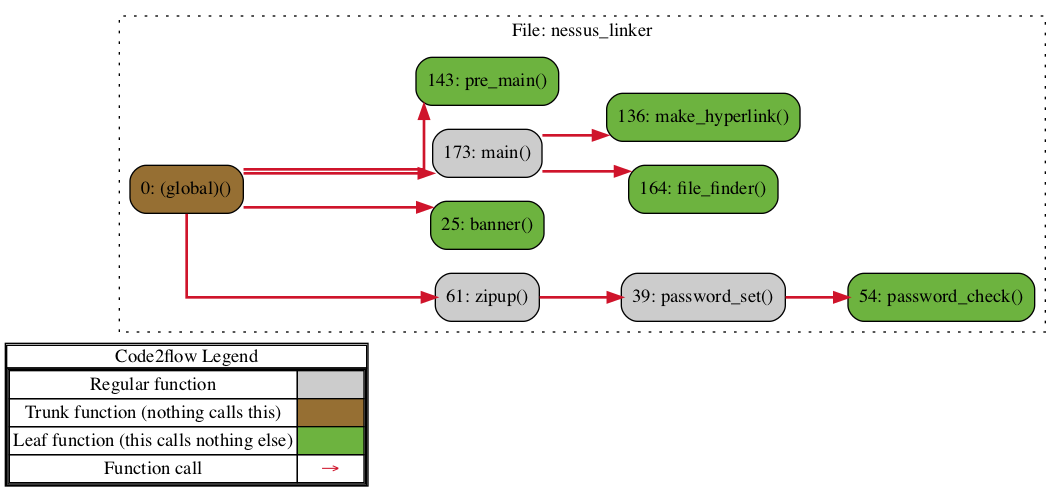 File: nessus_linker
143: pre_main()
136: make_hyperlink()
173: main()
0: (global)()
164: file_finder()
25: banner()
61: zipup()
39: password_set()
54: password_check()
Code2flow Legend
Regular function
Trunk function (nothing calls this)
Leaf function (this calls nothing else)
Function call